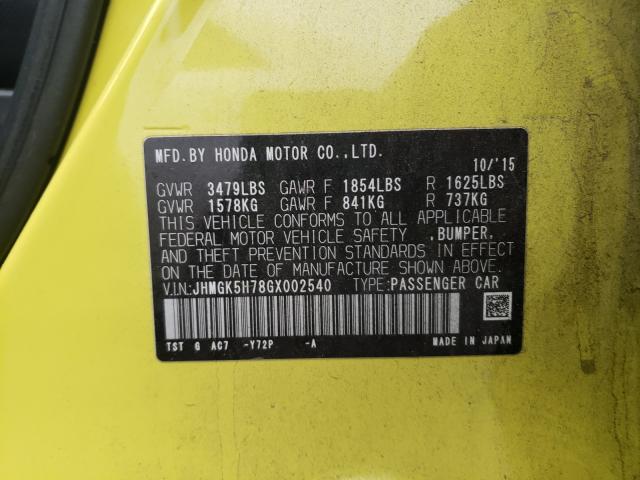 MFD.BY HONDA MOTOR CO.,LTD.
10/'15
GVWR 3479LBS GAWR F 1854LBS R 1625LBS
GVWR 1578KG GAWR F 841KG R 737KG
THIS VEHICLE CONFORMS TO ALL APPLICABLE
FEDERAL MOTOR VEHICLE SAFETY ,BUMPER,
AND THEFT PREVENTION STANDARDS IN EFFECT
ON THE DATE OF MANUFACTURE SHOWN ABOVE.
V.I.N.:JHMGK5H78GX002540 TYPE:PASSENGER CAR
TST G AC7 -Y72P -A MADE IN JAPAN